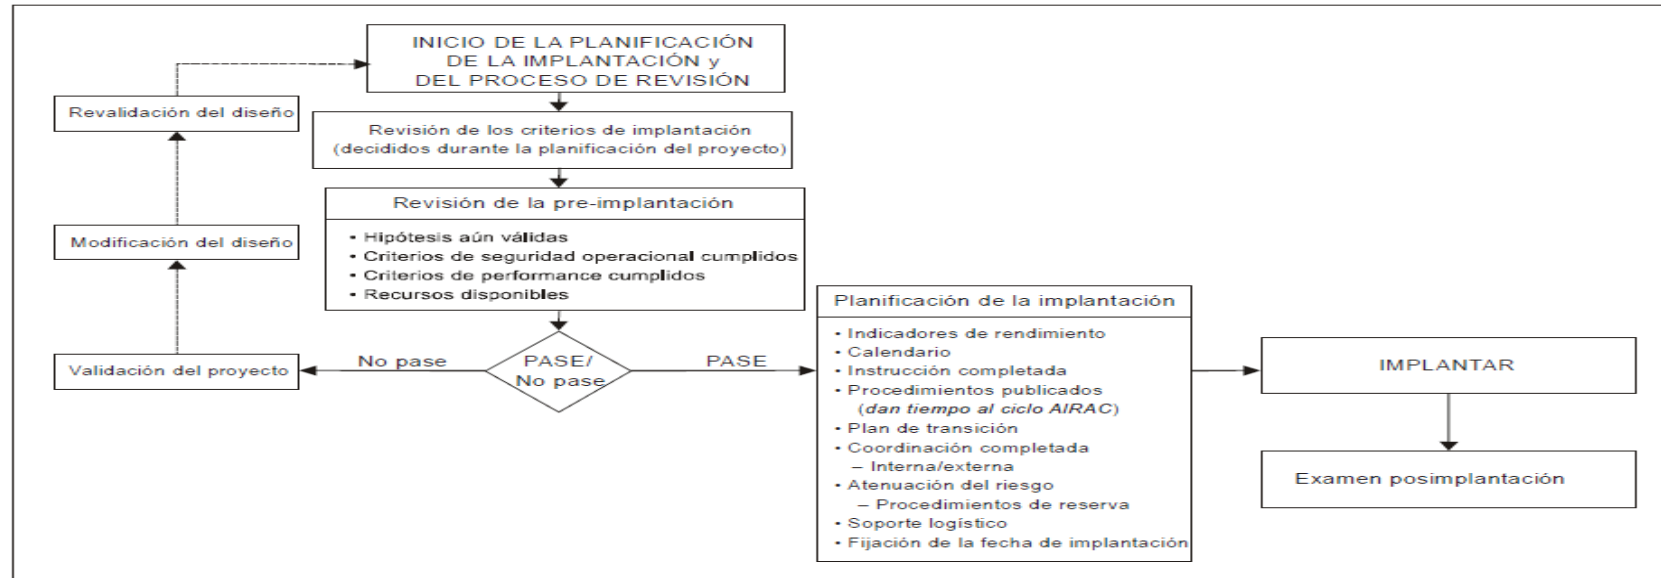 INICIO DE LA PLANIFICACIÓN
DE LA IMPLANTACIÓN y
DEL PROCESO DE REVISIÓN
Revalidación del diseño
Revisión de los criterios de implantación
(decididos durante la planificación del proyecto)
Revisión de la pre-implantación
Modificación del diseño
• Hipótesis aún válidas
• Criterios de seguridad operacional cumplidos
• Criterios de performance cumplidos
• Recursos disponibles
Validación del proyecto
No pase
PASE/
No pase
PASE
Planificación de la implantación
• Indicadores de rendimiento
• Calendario
• Instrucción completada
• Procedimientos publicados
(dan tiempo al ciclo AIRAC)
• Plan de transición
• Coordinación completada
– Interna/externa
• Atenuación del riesgo
– Procedimientos de reserva
• Soporte logístico
• Fijación de la fecha de implantación
IMPLANTAR
Examen posimplantación